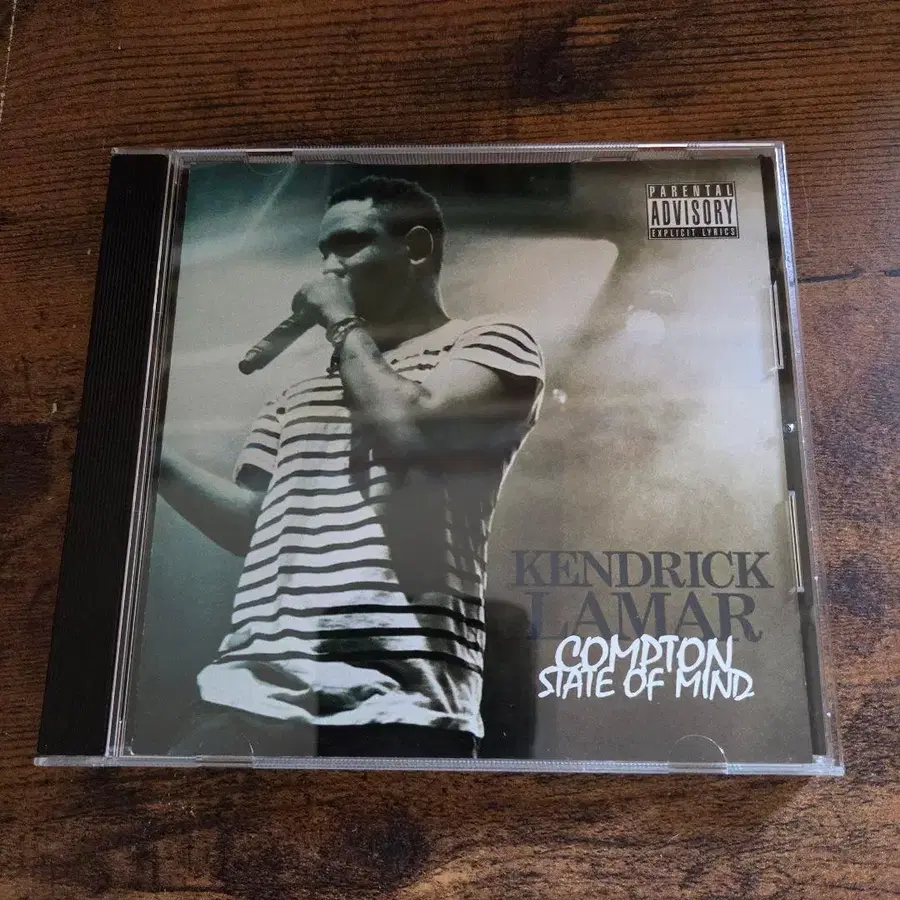 PARENTAL
ADVISORY
EXPLICIT LYRICS
KENDRICK
LAMAR
COMPTON
STATE OF MIND